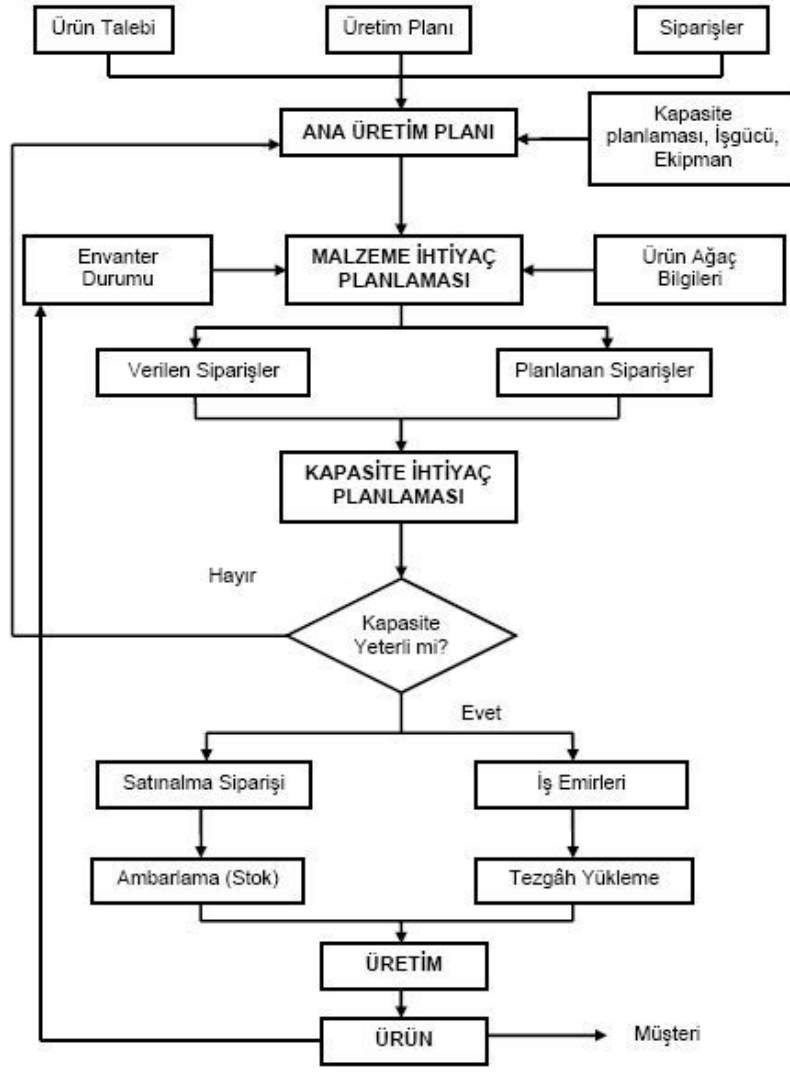 Ürün Talebi
Üretim Planı
Siparişler
ANA ÜRETİM PLANI
Kapasite
planlaması, İşgücü,
Ekipman
Envanter
Durumu
MALZEME İHTİYAÇ
PLANLAMASI
Ürün Ağaç
Bilgileri
Verilen Siparişler
Planlanan Siparişler
KAPASİTE İHTİYAÇ
PLANLAMASI
Hayır
Kapasite
Yeterli mi?
Evet
Satınalma Siparişi
İş Emirleri
Ambarlama (Stok)
Tezgâh Yükleme
ÜRETİM
ÜRÜN
Müşteri